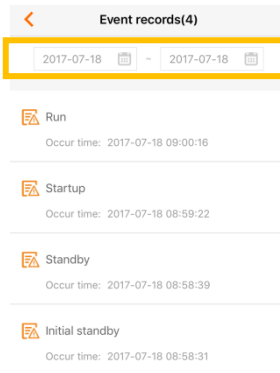 Event records(4)
2017-07-18 ~ 2017-07-18
Run
Occur time: 2017-07-18 09:00:16
Startup
Occur time: 2017-07-18 08:59:22
Standby
Occur time: 2017-07-18 08:58:39
Initial standby
Occur time: 2017-07-18 08:58:31